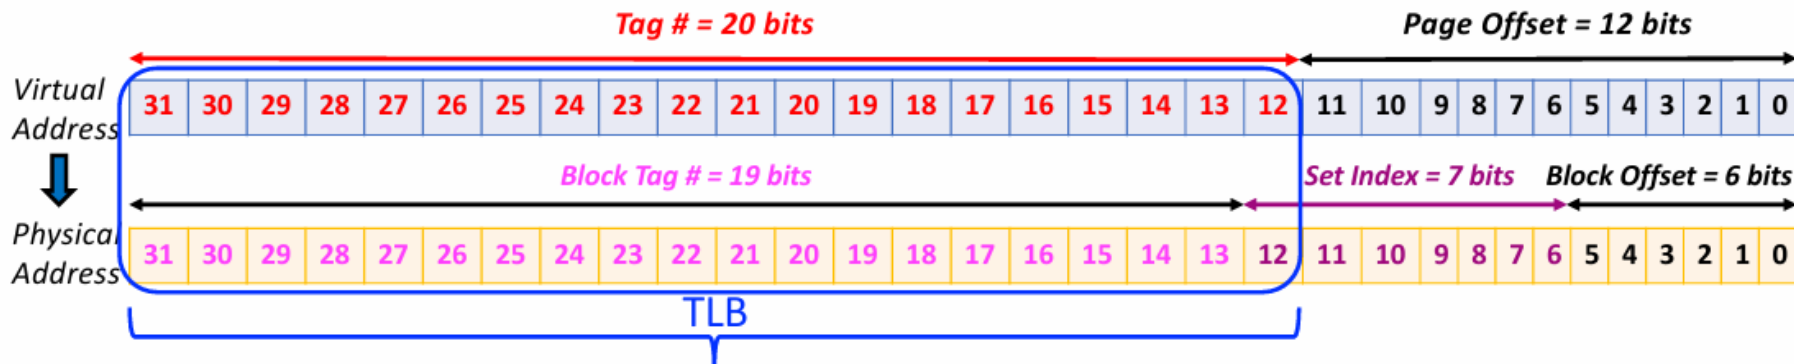 Tag # = 20 bits Page Offset = 12 bits
Virtual Address 31 30 29 28 27 26 25 24 23 22 21 20 19 18 17 16 15 14 13 12 11 10 9 8 7 6 5 4 3 2 1 0
Block Tag # = 19 bits Set Index = 7 bits Block Offset = 6 bits
Physical Address 31 30 29 28 27 26 25 24 23 22 21 20 19 18 17 16 15 14 13 12 11 10 9 8 7 6 5 4 3 2 1 0
TLB